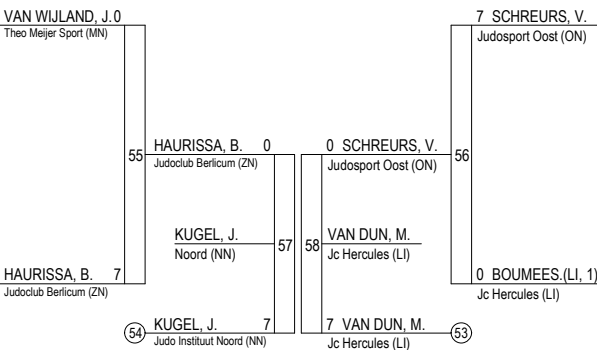 VAN WIJLAND, J. 0
Theo Meijer Sport (MN)
7 SCHREURS, V.
Judosport Oost (ON)
55
HAURISSA, B. 0
Judoclub Berlicum (ZN)
0 SCHREURS, V.
Judosport Oost (ON)
56
KUGEL, J.
Noord (NN)
57
58
VAN DUN, M.
Jc Hercules (LI)
HAURISSA, B. 7
Judoclub Berlicum (ZN)
0 BOUMEES.(LI, 1)
Jc Hercules (LI)
54
KUGEL, J. 7
Judo Instituut Noord (NN)
7 VAN DUN, M.
Jc Hercules (LI)
53